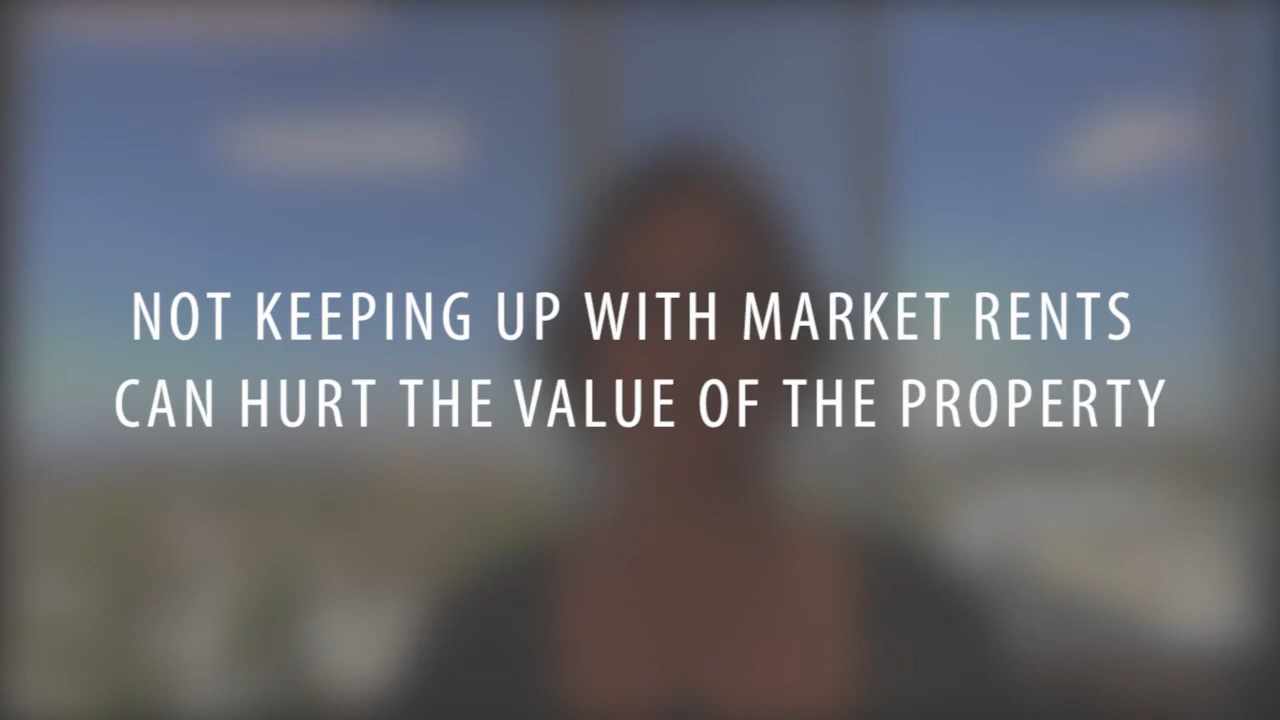 NOT KEEPING UP WITH MARKET RENTS
CAN HURT THE VALUE OF THE PROPERTY